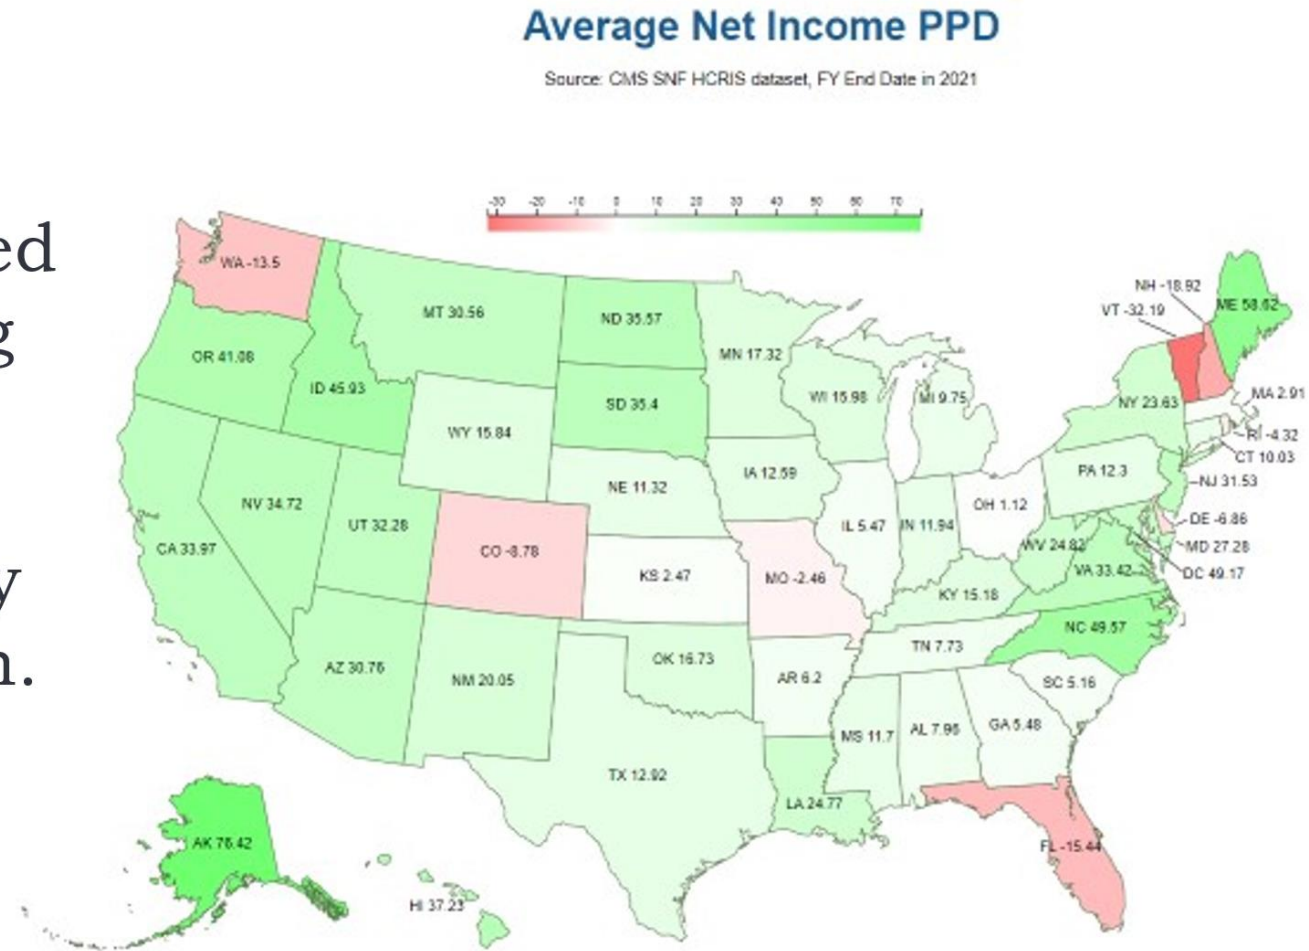 Average Net Income PPD
Source: CMS SNF HCRIS dataset, FY End Date in 2021
-30 -20 -10 0 10 20 30 40 50 60 70
ed
g
y
n.
WA -13.5
MT 30.56
ND 35.57
MN 17.32
OR 41.08
ID 45.93
SD 35.4
WI 15.98
MI 9.75
WY 15.84
NH -18.92
VT -32.19
ME 58.62
NY 23.63
MA 2.91
RI -4.32
CT 10.03
PA 12.3
NJ 31.53
IA 12.59
NE 11.32
NV 34.72
UT 32.28
CO -8.78
CA 33.97
KS 2.47
MO -2.46
IL 5.47
IN 11.94
OH 1.12
DE -6.86
WV 24.82
MD 27.28
VA 33.42
DC 49.17
KY 15.18
NC 49.57
TN 7.73
SC 5.16
AZ 30.76
NM 20.05
OK 16.73
AR 6.2
MS 11.7
AL 7.96
GA 5.48
TX 12.92
LA 24.77
AK 76.42
HI 37.23
FL -15.44